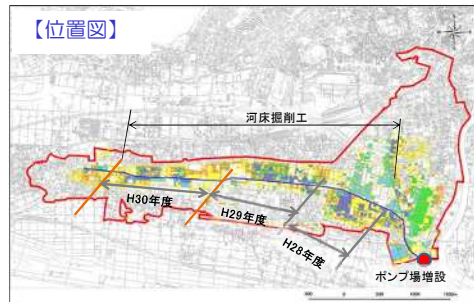 【位置図】
河床掘削工
H30年度
H29年度
H28年度
ポンプ場増設